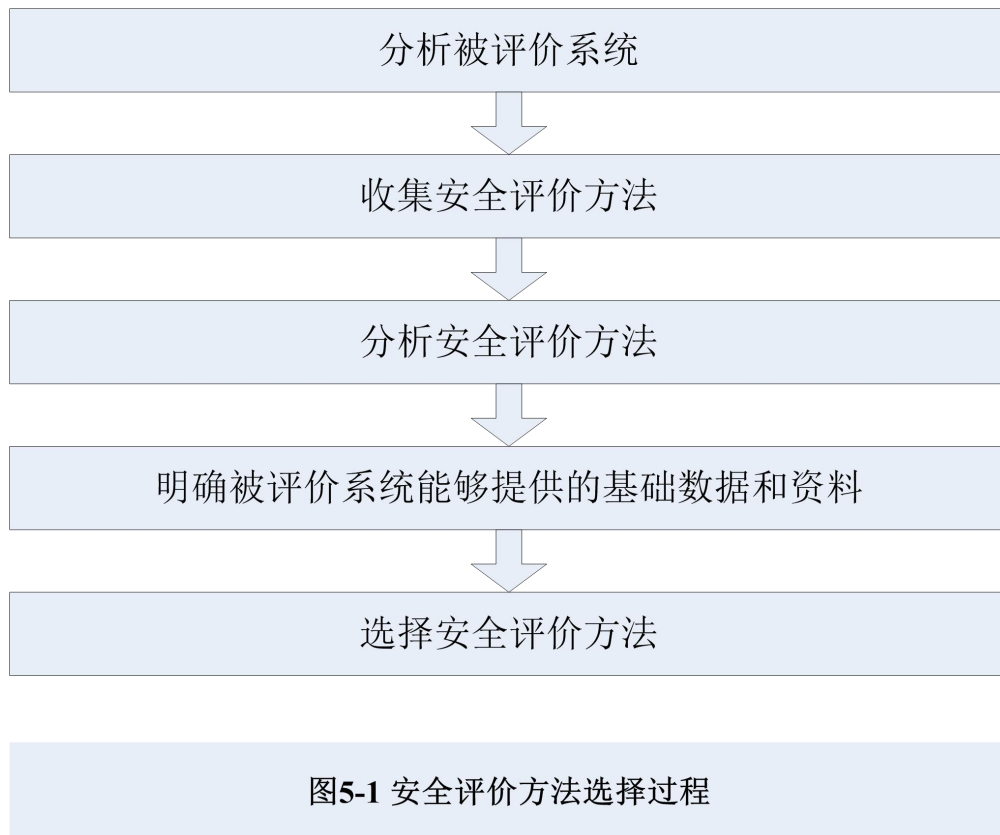 分析被评价系统
收集安全评价方法
分析安全评价方法
明确被评价系统能够提供的基础数据和资料
选择安全评价方法
图5-1 安全评价方法选择过程